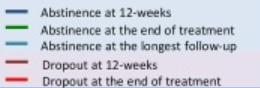 Abstinence at 12-weeks
Abstinence at the end of treatment
Abstinence at the longest follow-up
Dropout at 12-weeks
Dropout at the end of treatment